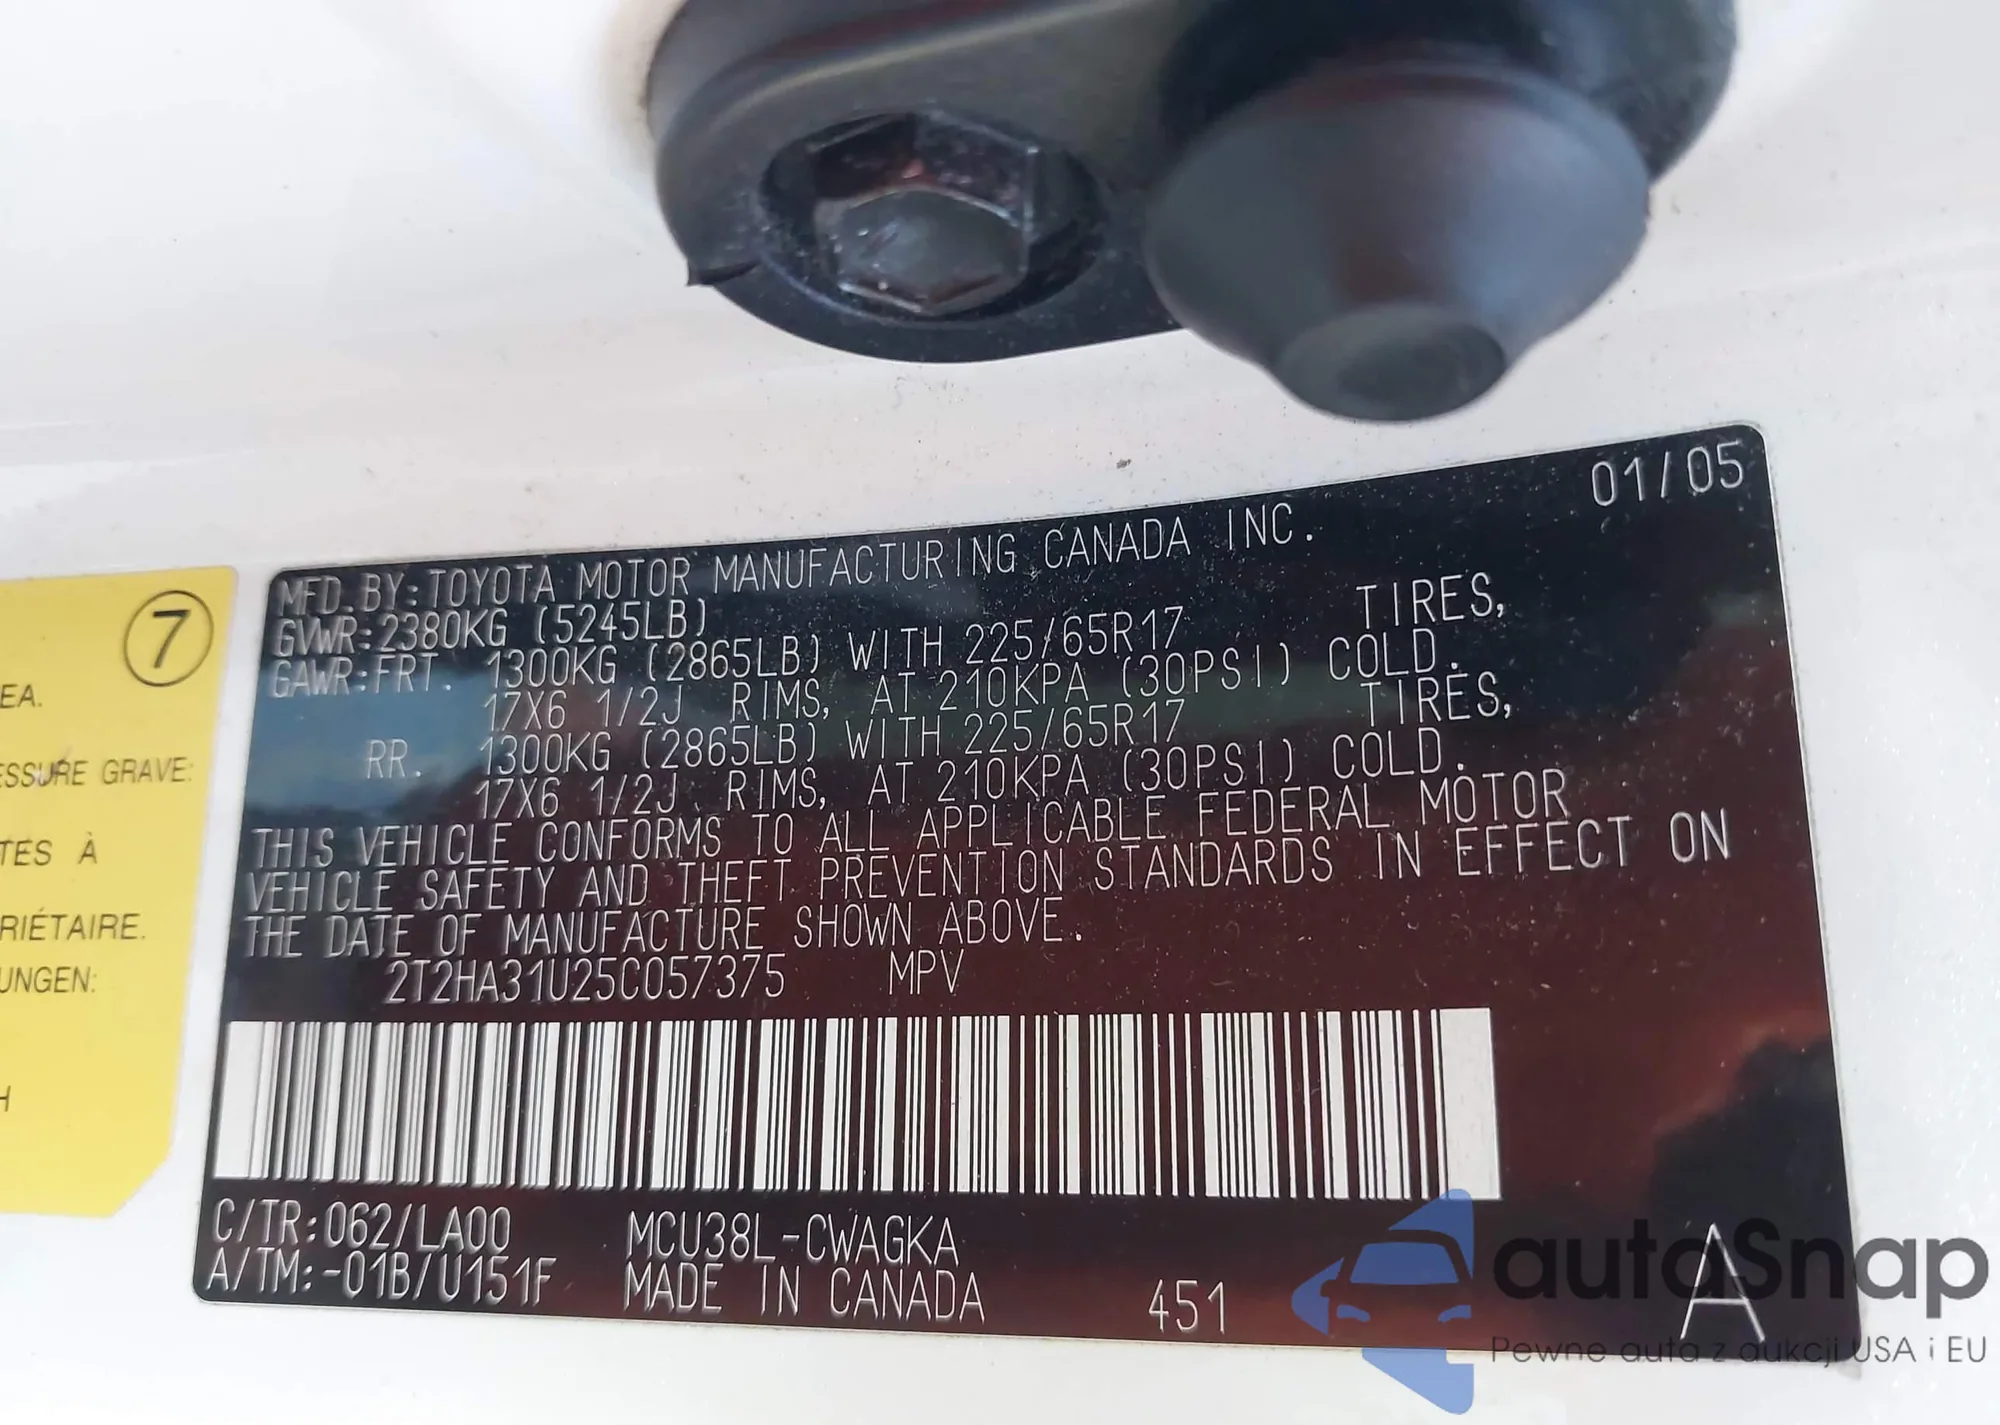 7
EA.
ESSURE GRAVE:
TES À
RIÉTAIRE.
UNGEN:
H
01/05
MFD. BY: TOYOTA MOTOR MANUFACTURING CANADA INC.
GVWR: 2380KG (5245LB)
GAWR: FRT. 1300KG (2865LB) WITH 225/65R17 TIRES,
17X6 1/2J RIMS, AT 210KPA (30PSI) COLD.
RR. 1300KG (2865LB) WITH 225/65R17 TIRES,
17X6 1/2J RIMS, AT 210KPA (30PSI) COLD.
THIS VEHICLE CONFORMS TO ALL APPLICABLE FEDERAL MOTOR
VEHICLE SAFETY AND THEFT PREVENTION STANDARDS IN EFFECT ON
THE DATE OF MANUFACTURE SHOWN ABOVE.
2T2HA31U25C057375 MPV
C/TR: 062/LA00 MCU38L-CWAGKA
A/TM: -01B/U151F MADE IN CANADA 451 A
autoSnap
Pewne auta z aukcji USA i EU